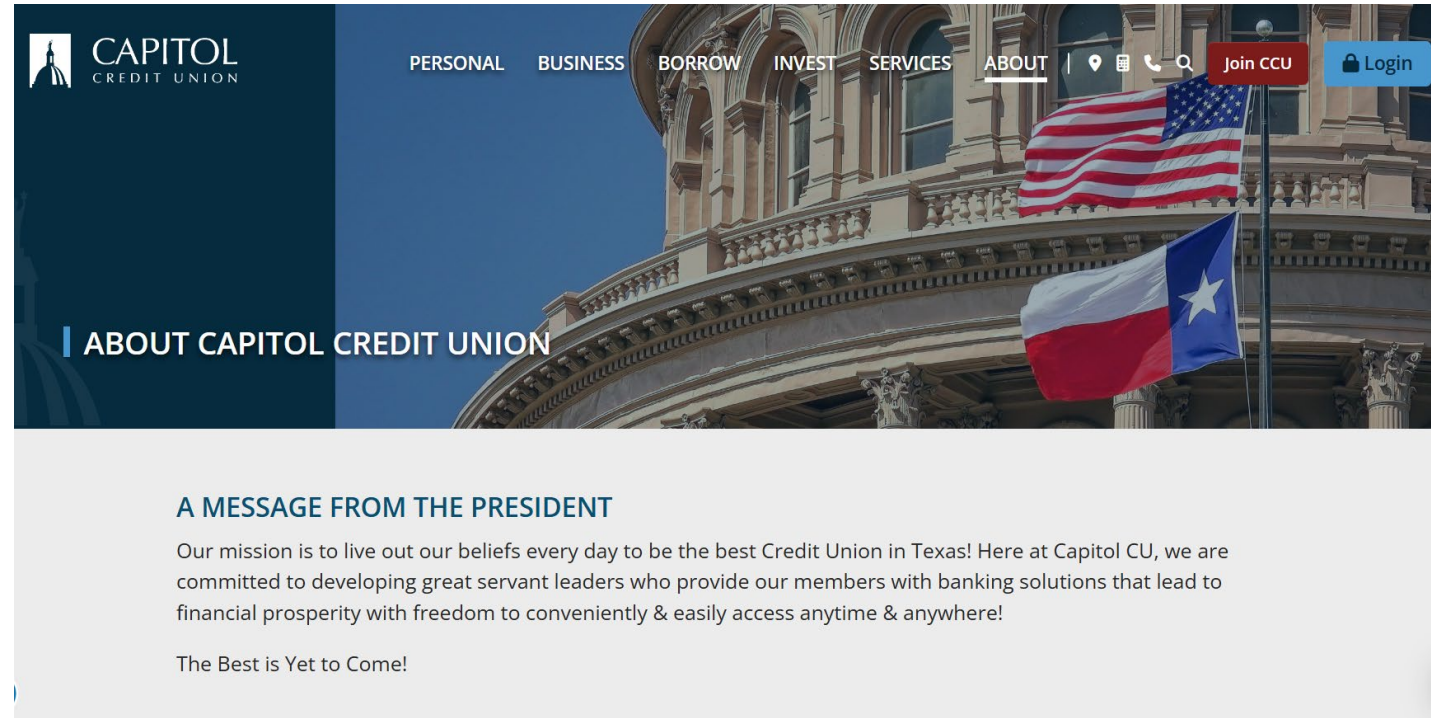 CAPITOL
CREDIT UNION
PERSONAL BUSINESS BORROW INVEST SERVICES ABOUT | Join CCU Login
ABOUT CAPITOL CREDIT UNION
A MESSAGE FROM THE PRESIDENT
Our mission is to live out our beliefs every day to be the best Credit Union in Texas! Here at Capitol CU, we are
committed to developing great servant leaders who provide our members with banking solutions that lead to
financial prosperity with freedom to conveniently & easily access anytime & anywhere!
The Best is Yet to Come!